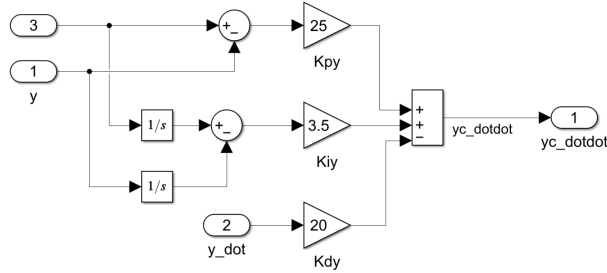 3
+
−
25
Kpy
1
y
1/s
+
−
3.5
Kiy
+
+
−
yc_dotdot
1
yc_dotdot
1/s
2
y_dot
20
Kdy